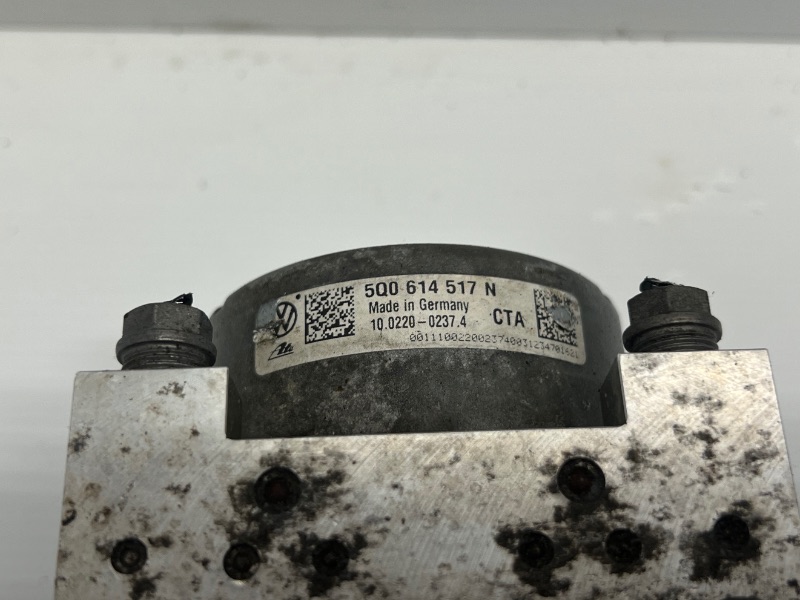 5Q0 614 517 N
Made in Germany
10.0220-0237.4 CTA